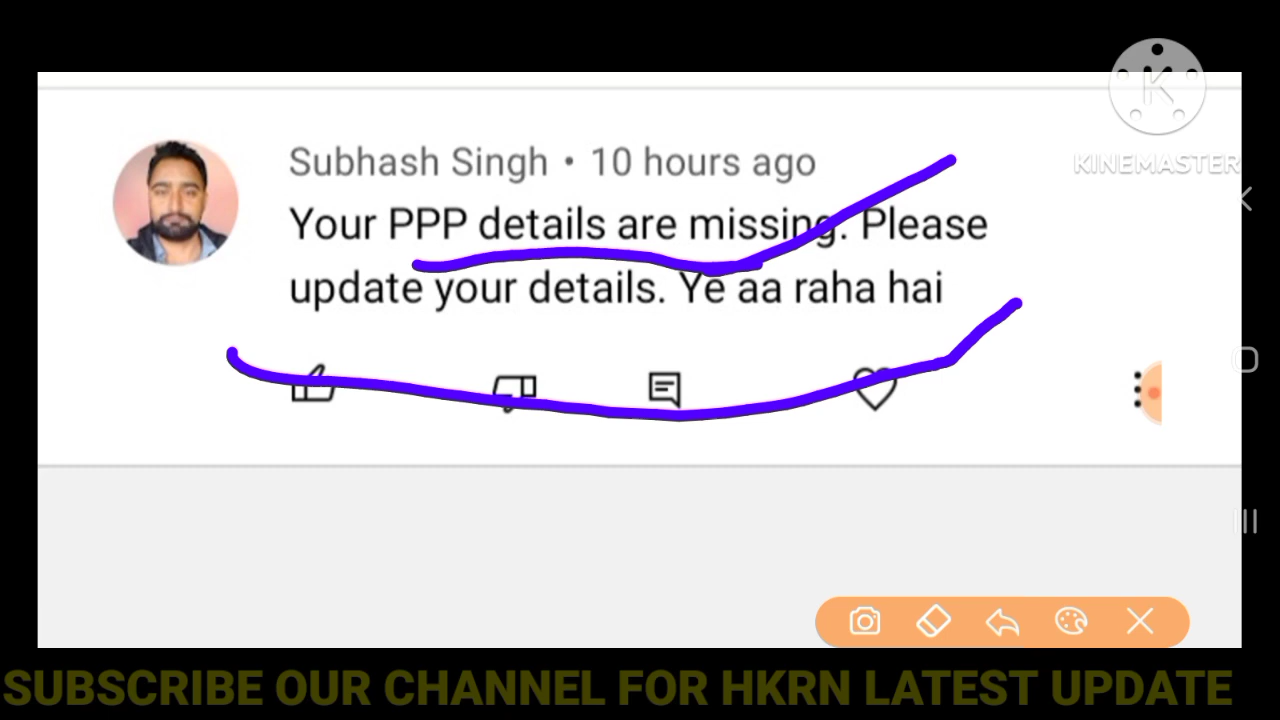 KINEMASTER
Subhash Singh • 10 hours ago
Your PPP details are missing. Please
update your details. Ye aa raha hai
SUBSCRIBE OUR CHANNEL FOR HKRN LATEST UPDATE